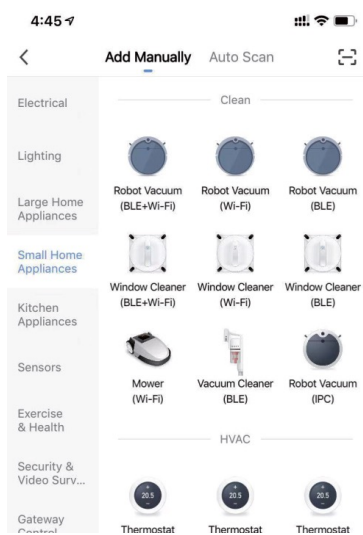 4:45
Add Manually Auto Scan
Electrical
Lighting
Large Home
Appliances
Small Home
Appliances
Kitchen
Appliances
Sensors
Exercise
& Health
Security &
Video Surv...
Gateway
Control
Clean
Robot Vacuum
(BLE+Wi-Fi)
Robot Vacuum
(Wi-Fi)
Robot Vacuum
(BLE)
Window Cleaner
(BLE+Wi-Fi)
Window Cleaner
(Wi-Fi)
Window Cleaner
(BLE)
Mower
(Wi-Fi)
Vacuum Cleaner
(BLE)
Robot Vacuum
(IPC)
HVAC
20.5
Thermostat
20.5
Thermostat
20.5
Thermostat